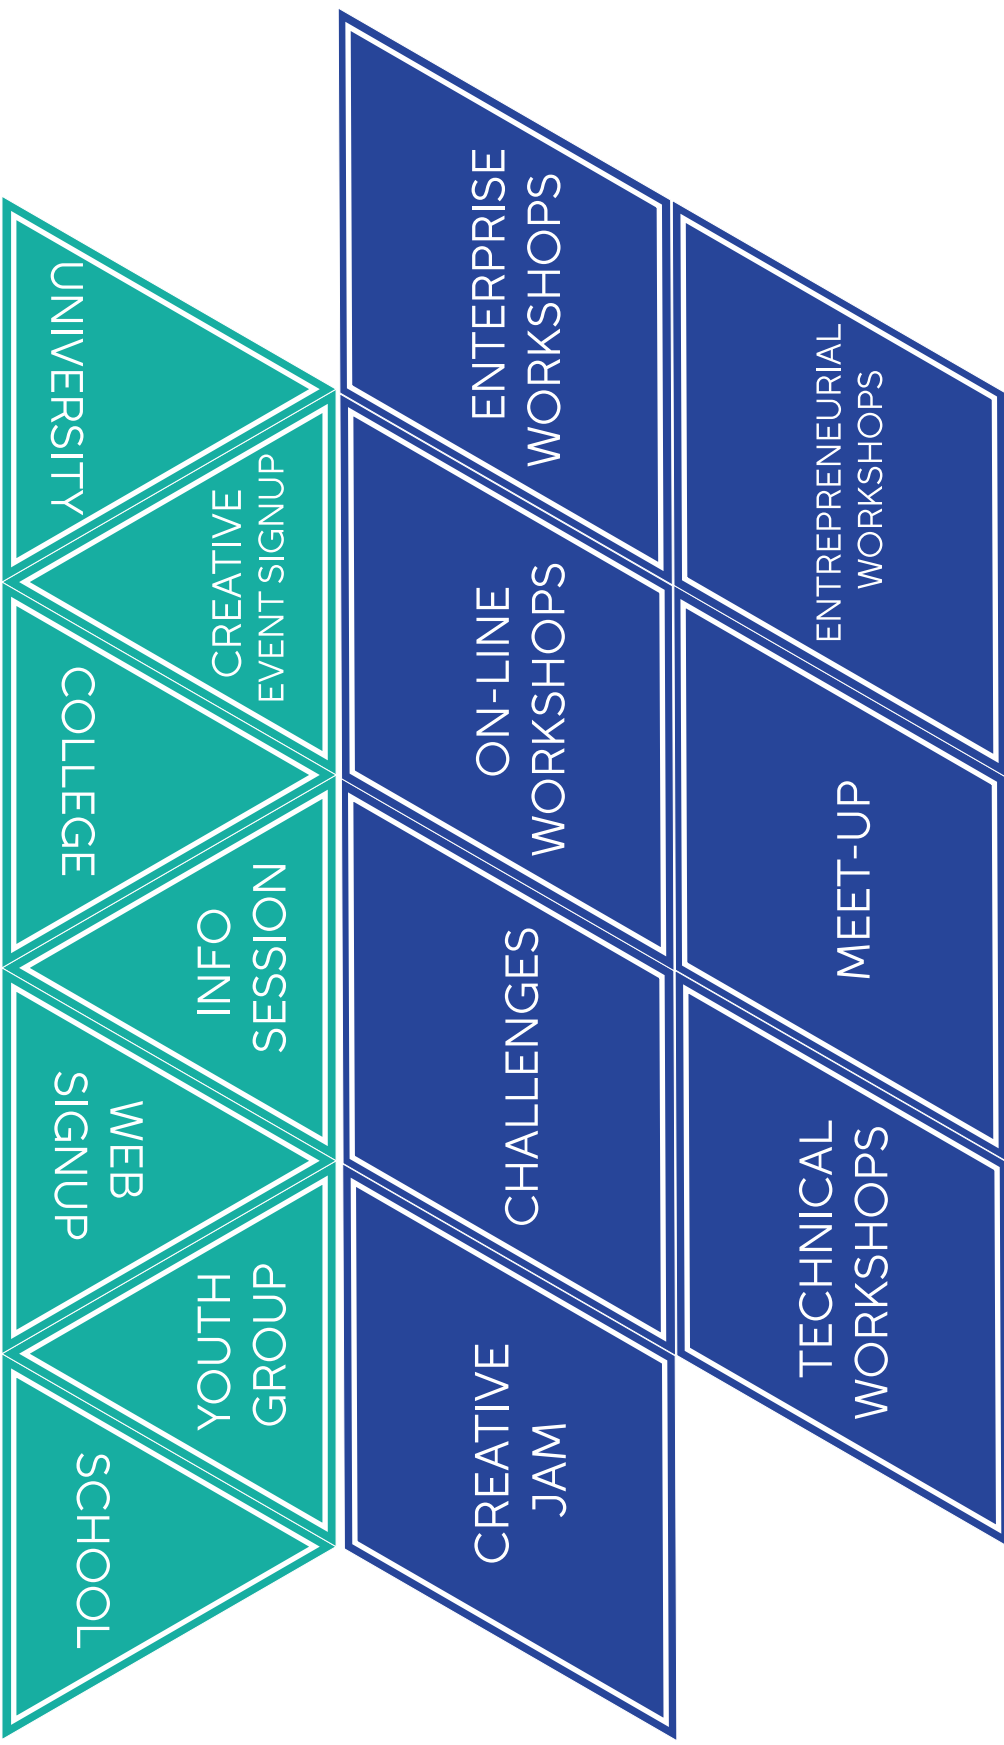 UNIVERSITY
CREATIVE
EVENT SIGNUP
COLLEGE
INFO
SESSION
WEB
SIGNUP
YOUTH
GROUP
SCHOOL
ENTERPRISE
WORKSHOPS
ON-LINE
WORKSHOPS
CHALLENGES
CREATIVE
JAM
ENTREPRENEURIAL
WORKSHOPS
MEET-UP
TECHNICAL
WORKSHOPS